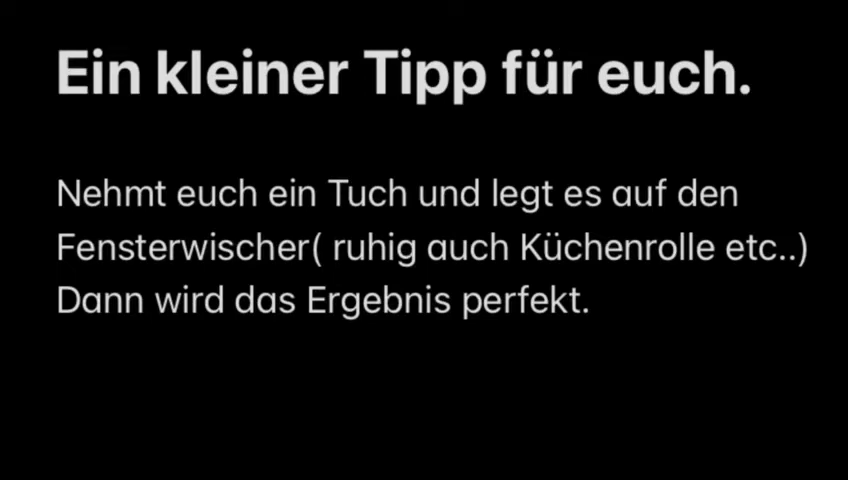 Ein kleiner Tipp für euch.
Nehmt euch ein Tuch und legt es auf den
Fensterwischer( ruhig auch Küchenrolle etc..)
Dann wird das Ergebnis perfekt.